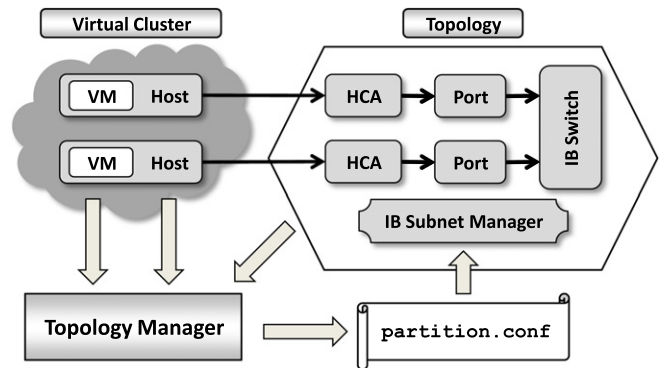 Virtual Cluster
Topology
VM Host
HCA
Port
IB Switch
VM Host
HCA
Port
IB Subnet Manager
Topology Manager
partition.conf